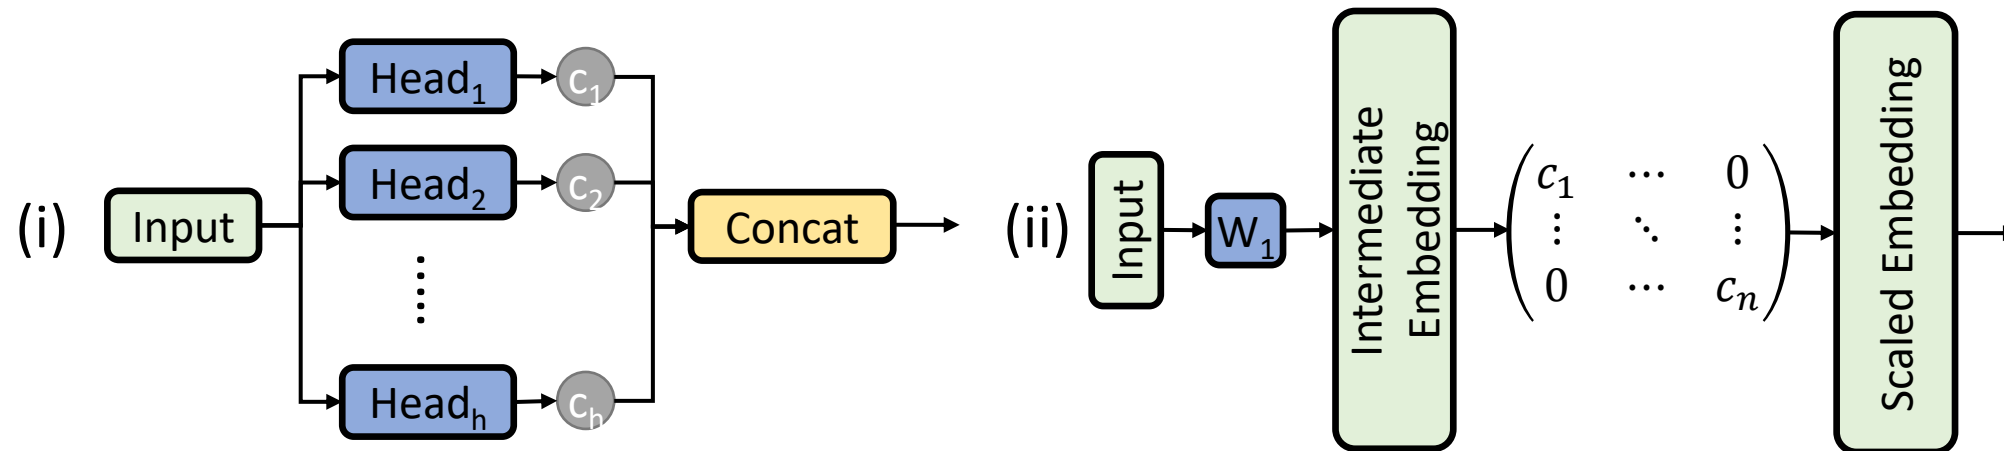 (i)
Input
Head₁
c₁
Head₂
c₂
⋮
Headₕ
cₕ
Concat
(ii)
Input
W₁
Intermediate
Embedding
c₁ ⋯ 0
⋮ ⋱ ⋮
0 ⋯ cₙ
Scaled Embedding